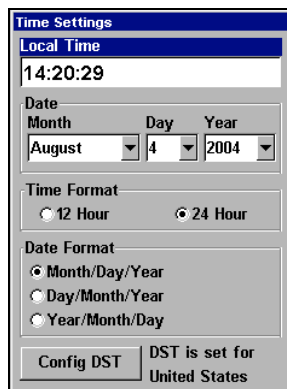 Time Settings
Local Time
14:20:29
Date
Month Day Year
August 4 2004
Time Format
12 Hour 24 Hour
Date Format
Month/Day/Year
Day/Month/Year
Year/Month/Day
Config DST
DST is set for
United States